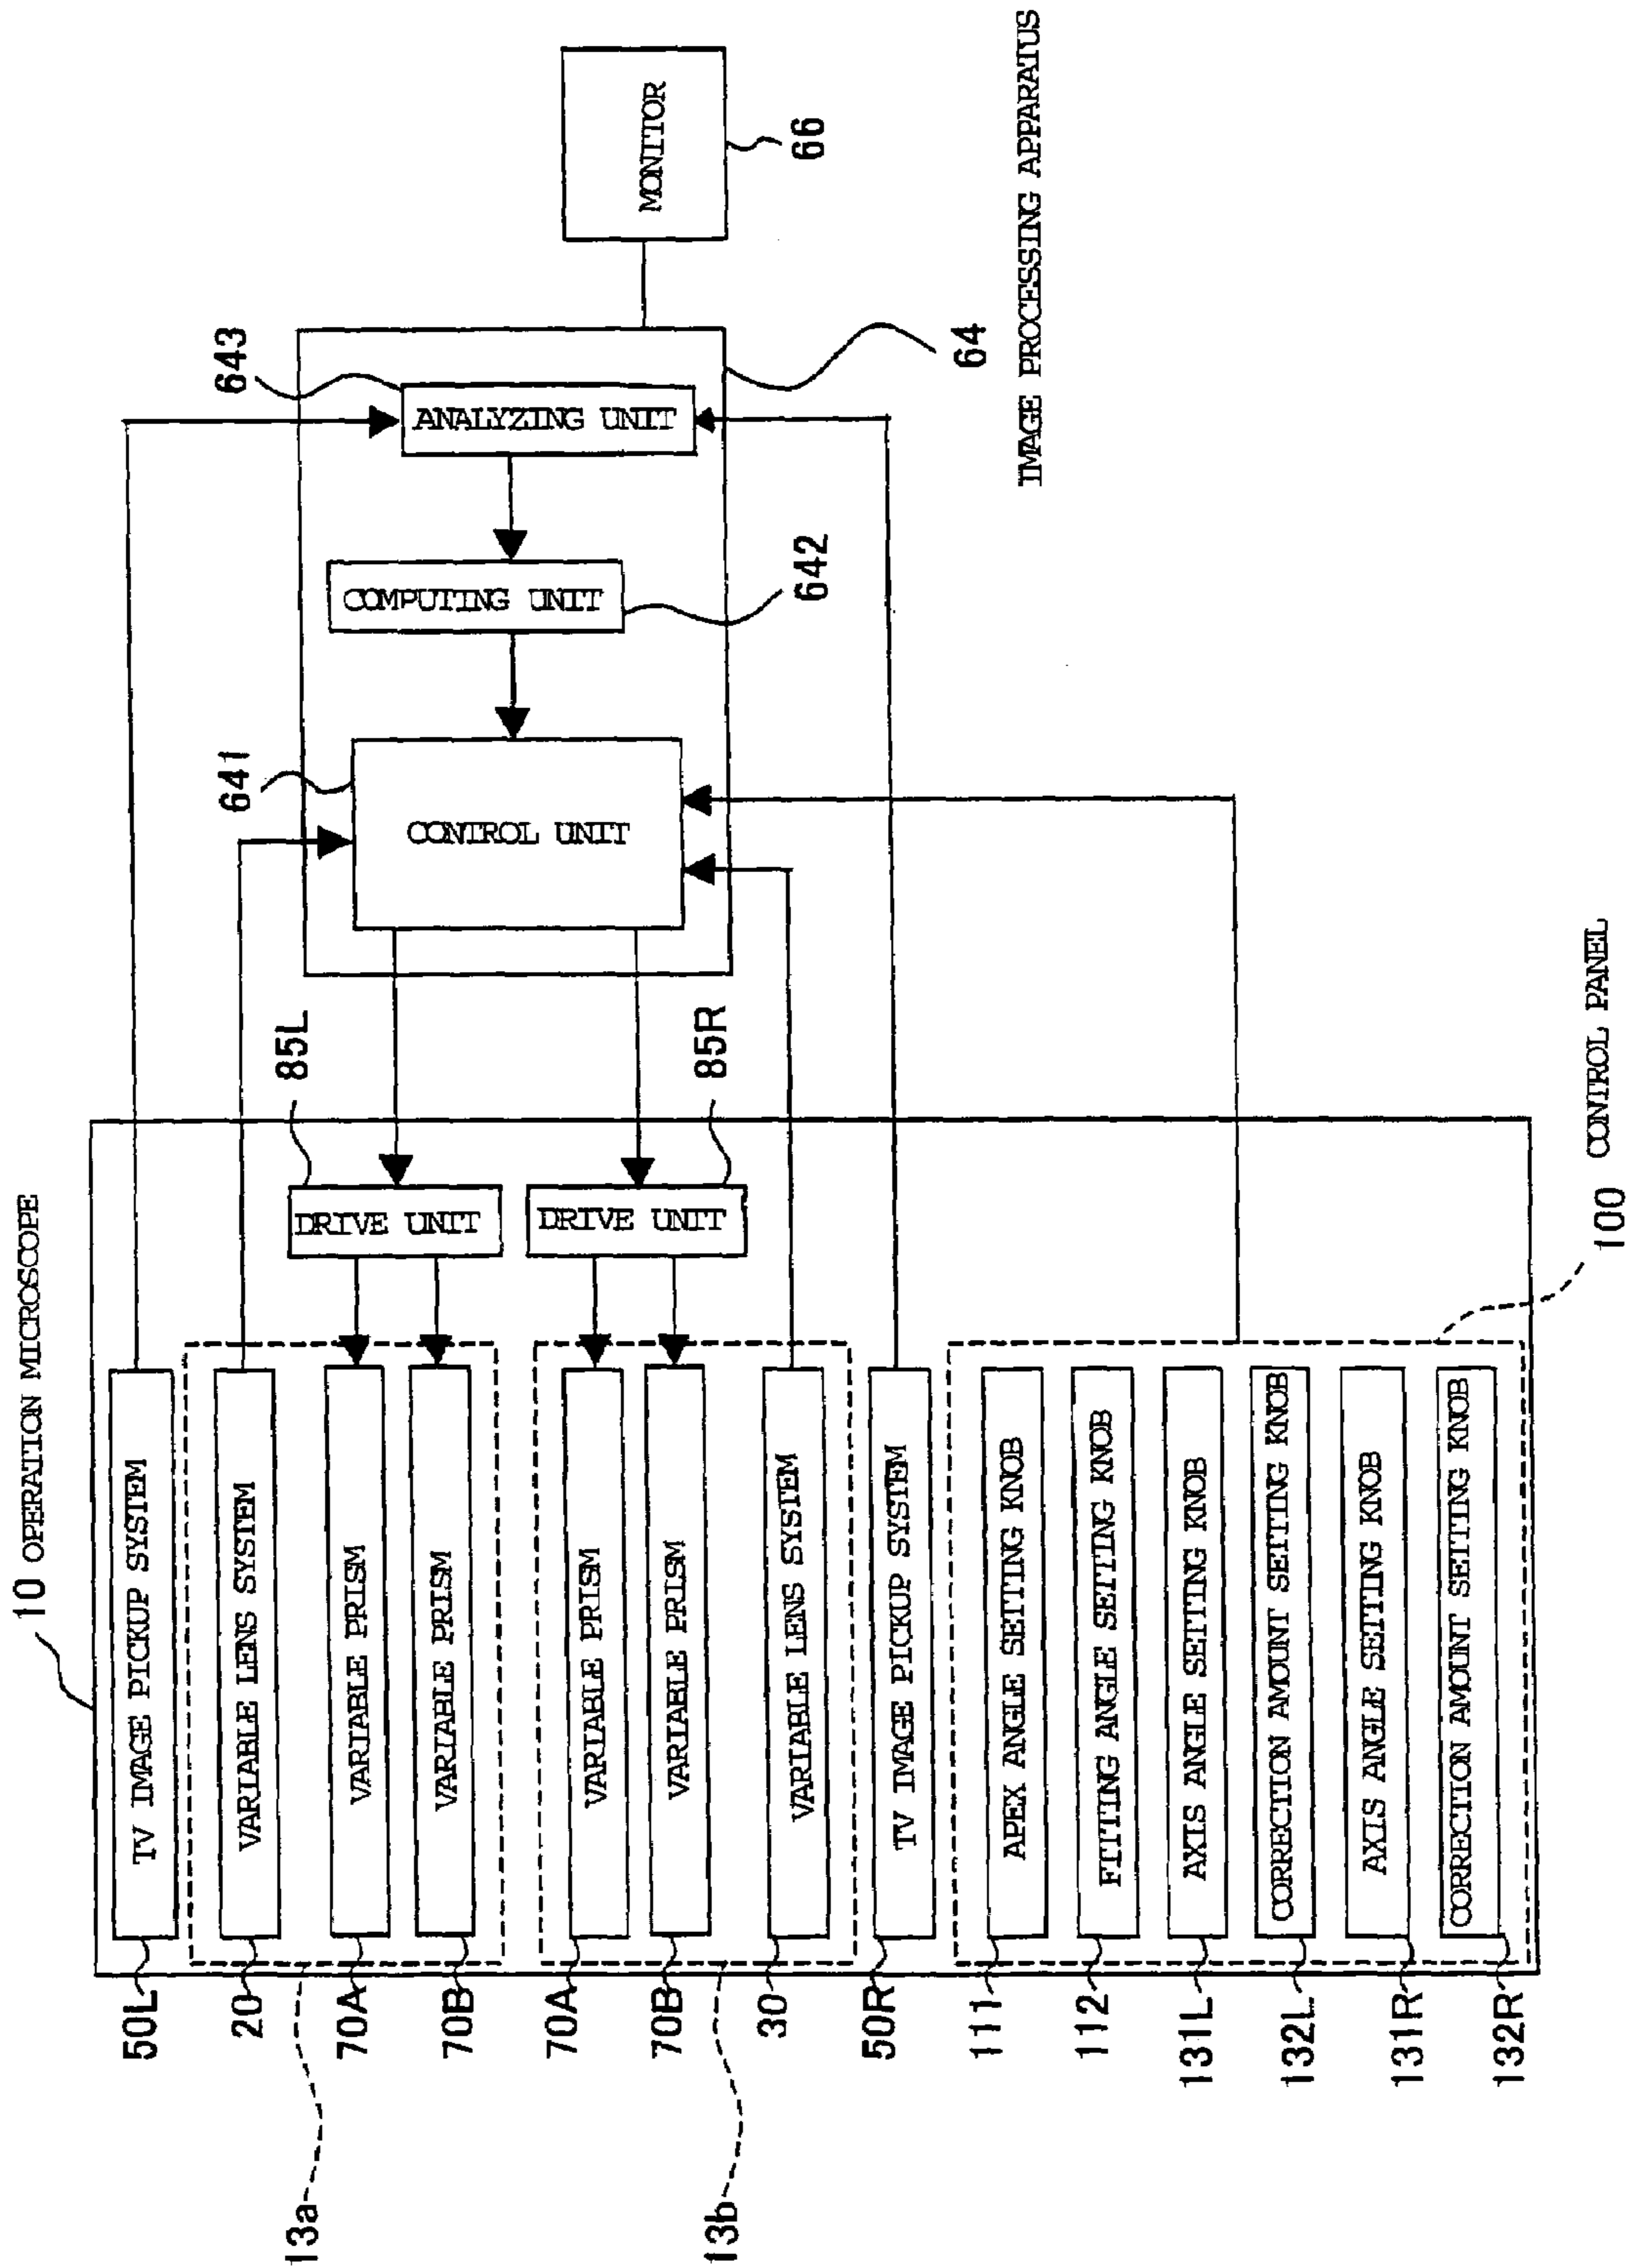 10 OPERATION MICROSCOPE
50L
TV IMAGE PICKUP SYSTEM
20
VARIABLE LENS SYSTEM
70A
VARIABLE PRISM
70B
VARIABLE PRISM
13a
DRIVE UNIT
85L
70A
VARIABLE PRISM
70B
VARIABLE PRISM
30
VARIABLE LENS SYSTEM
13b
DRIVE UNIT
85R
50R
TV IMAGE PICKUP SYSTEM
111
APEX ANGLE SETTING KNOB
112
FITTING ANGLE SETTING KNOB
131L
AXIS ANGLE SETTING KNOB
132L
CORRECTION AMOUNT SETTING KNOB
131R
AXIS ANGLE SETTING KNOB
132R
CORRECTION AMOUNT SETTING KNOB
100 CONTROL PANEL
641
CONTROL UNIT
COMPUTING UNIT
642
643
ANALYZING UNIT
64
IMAGE PROCESSING APPARATUS
MONITOR
66